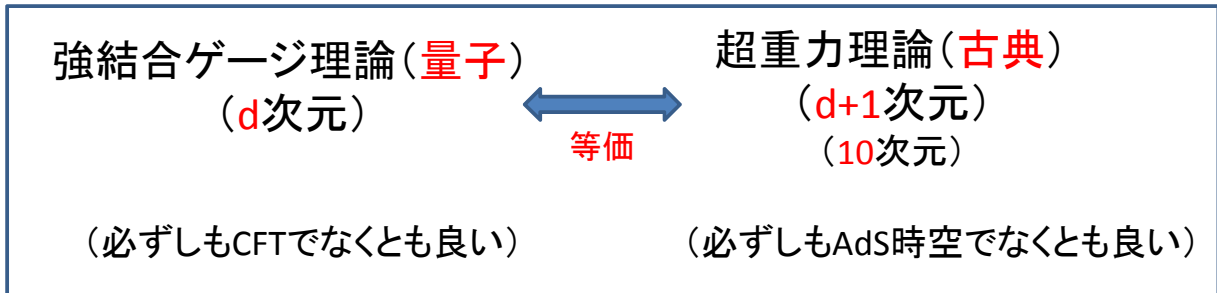 強結合ゲージ理論（量子）
（d次元）
等価
超重力理論（古典）
（d+1次元）
（10次元）
（必ずしもCFTでなくとも良い）
（必ずしもAdS時空でなくとも良い）